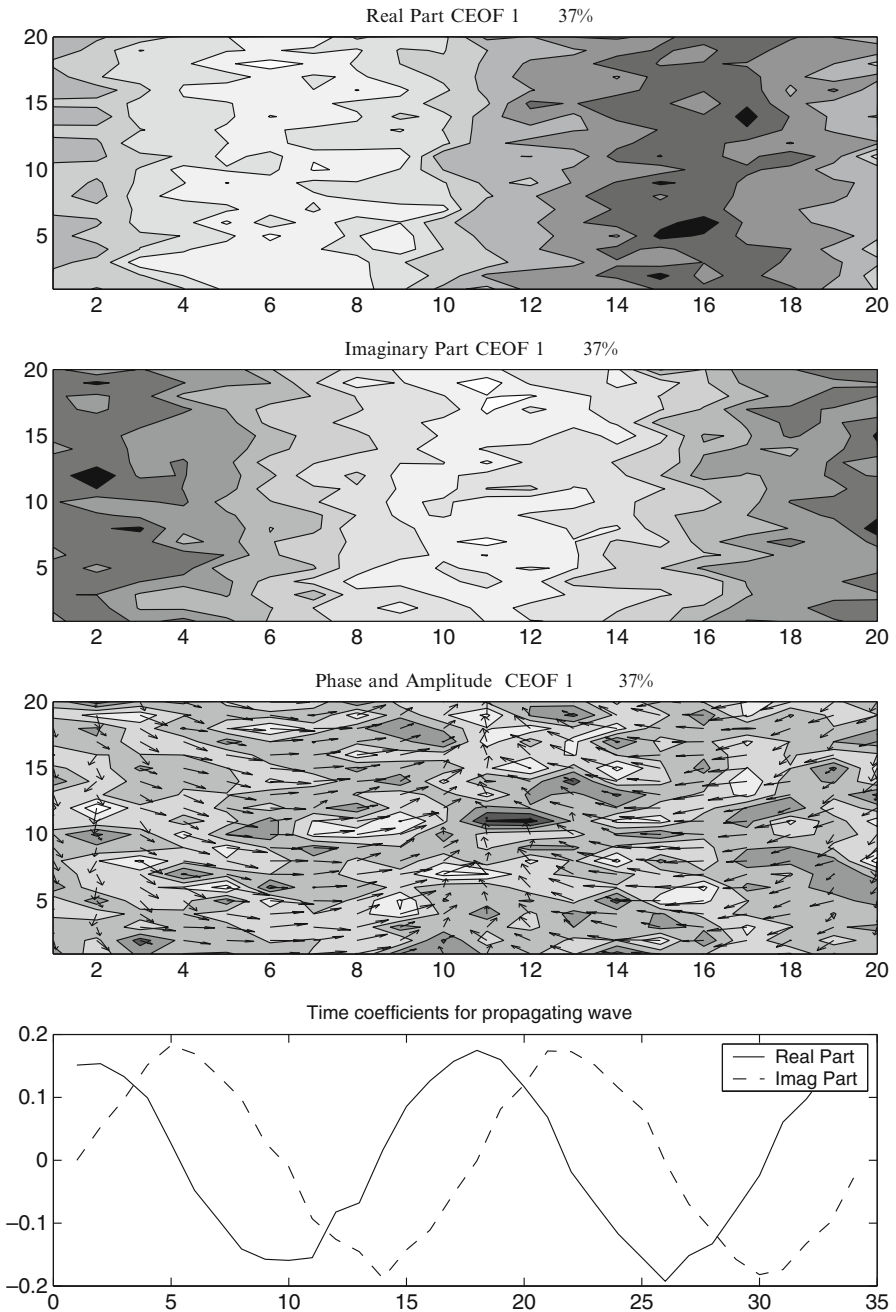 Real Part CEOF 1 37%
20
15
10
5
2 4 6 8 10 12 14 16 18 20
Imaginary Part CEOF 1 37%
20
15
10
5
2 4 6 8 10 12 14 16 18 20
Phase and Amplitude CEOF 1 37%
20
15
10
5
2 4 6 8 10 12 14 16 18 20
Time coefficients for propagating wave
0.2
0.1
0
−0.1
−0.2
Real Part
Imag Part
0 5 10 15 20 25 30 35